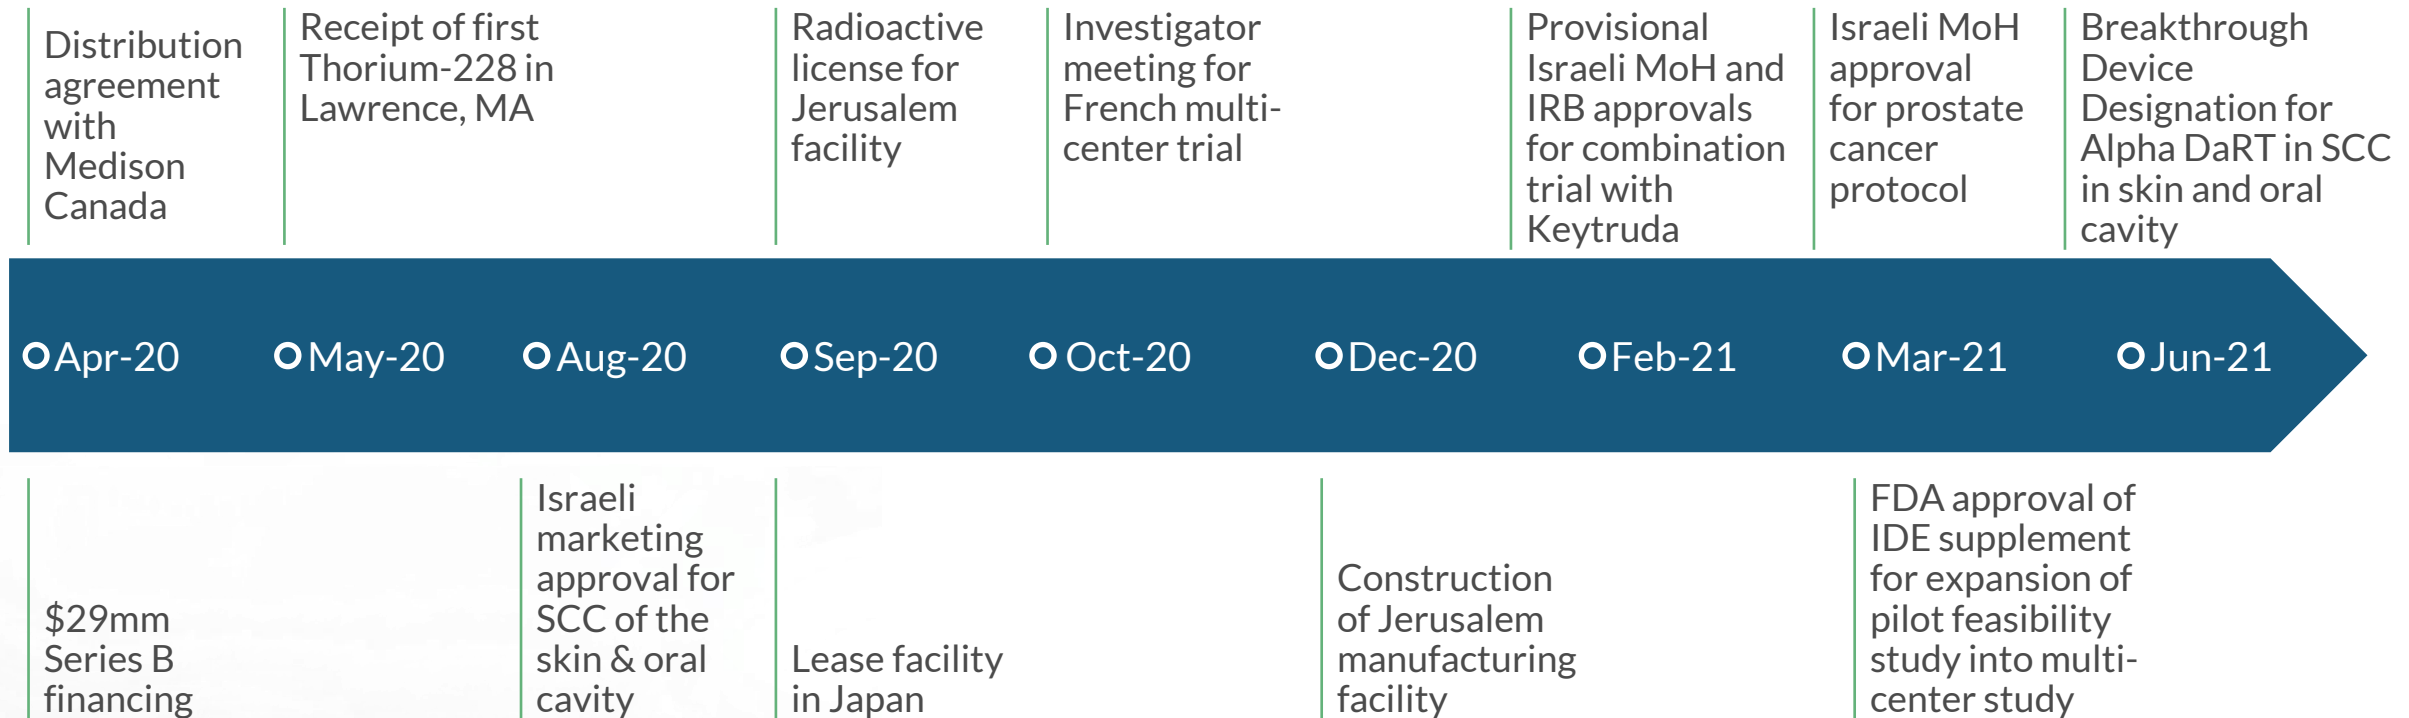 Distribution
agreement
with
Medison
Canada
Receipt of first
Thorium-228 in
Lawrence, MA
Radioactive
license for
Jerusalem
facility
Investigator
meeting for
French multi-
center trial
Provisional
Israeli MoH and
IRB approvals
for combination
trial with
Keytruda
Israeli MoH
approval
for prostate
cancer
protocol
Breakthrough
Device
Designation for
Alpha DaRT in SCC
in skin and oral
cavity
Apr-20
May-20
Aug-20
Sep-20
Oct-20
Dec-20
Feb-21
Mar-21
Jun-21
$29mm
Series B
financing
Israeli
marketing
approval for
SCC of the
skin & oral
cavity
Lease facility
in Japan
Construction
of Jerusalem
manufacturing
facility
FDA approval of
IDE supplement
for expansion of
pilot feasibility
study into multi-
center study